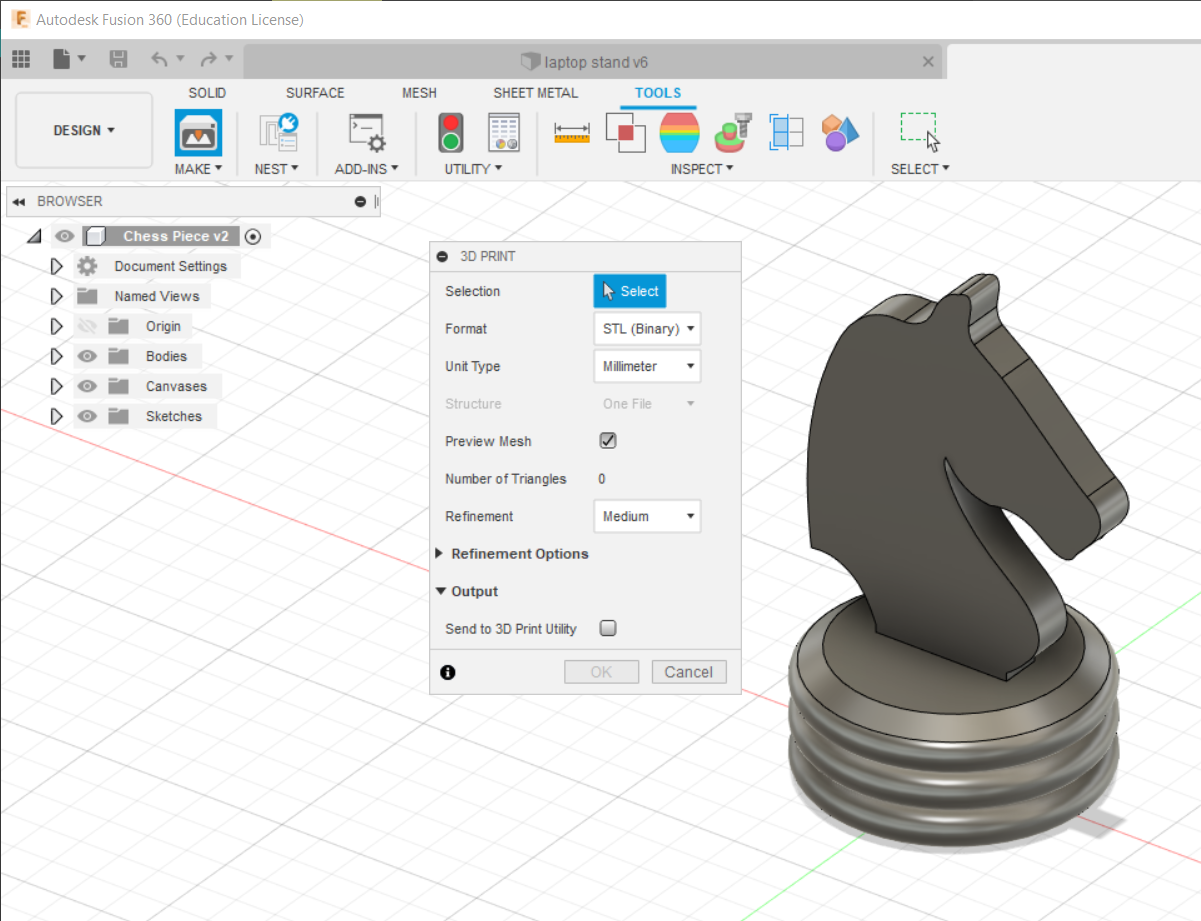 F Autodesk Fusion 360 (Education License)
laptop stand v6
SOLID SURFACE MESH SHEET METAL TOOLS
DESIGN
MAKE NEST ADD-INS UTILITY INSPECT SELECT
BROWSER
Chess Piece v2
Document Settings
Named Views
Origin
Bodies
Canvases
Sketches
3D PRINT
Selection Select
Format STL (Binary)
Unit Type Millimeter
Structure One File
Preview Mesh
Number of Triangles 0
Refinement Medium
Refinement Options
Output
Send to 3D Print Utility
OK Cancel